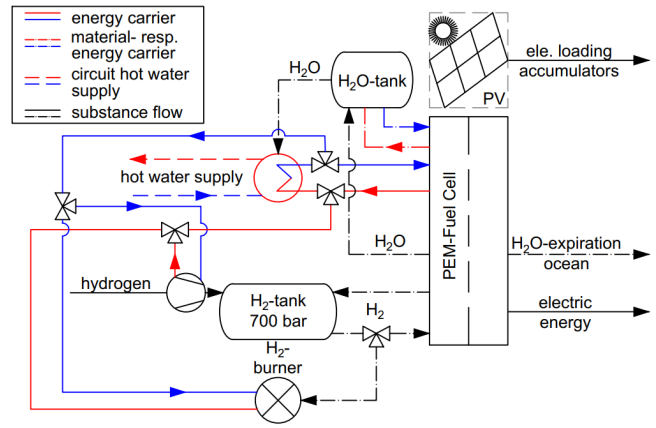 energy carrier
material- resp.
energy carrier
circuit hot water
supply
substance flow
H₂O
H₂O-tank
ele. loading
accumulators
PV
hot water supply
PEM-Fuel Cell
H₂O
H₂O-expiration
ocean
hydrogen
H₂-tank
700 bar
H₂
electric
energy
H₂-
burner